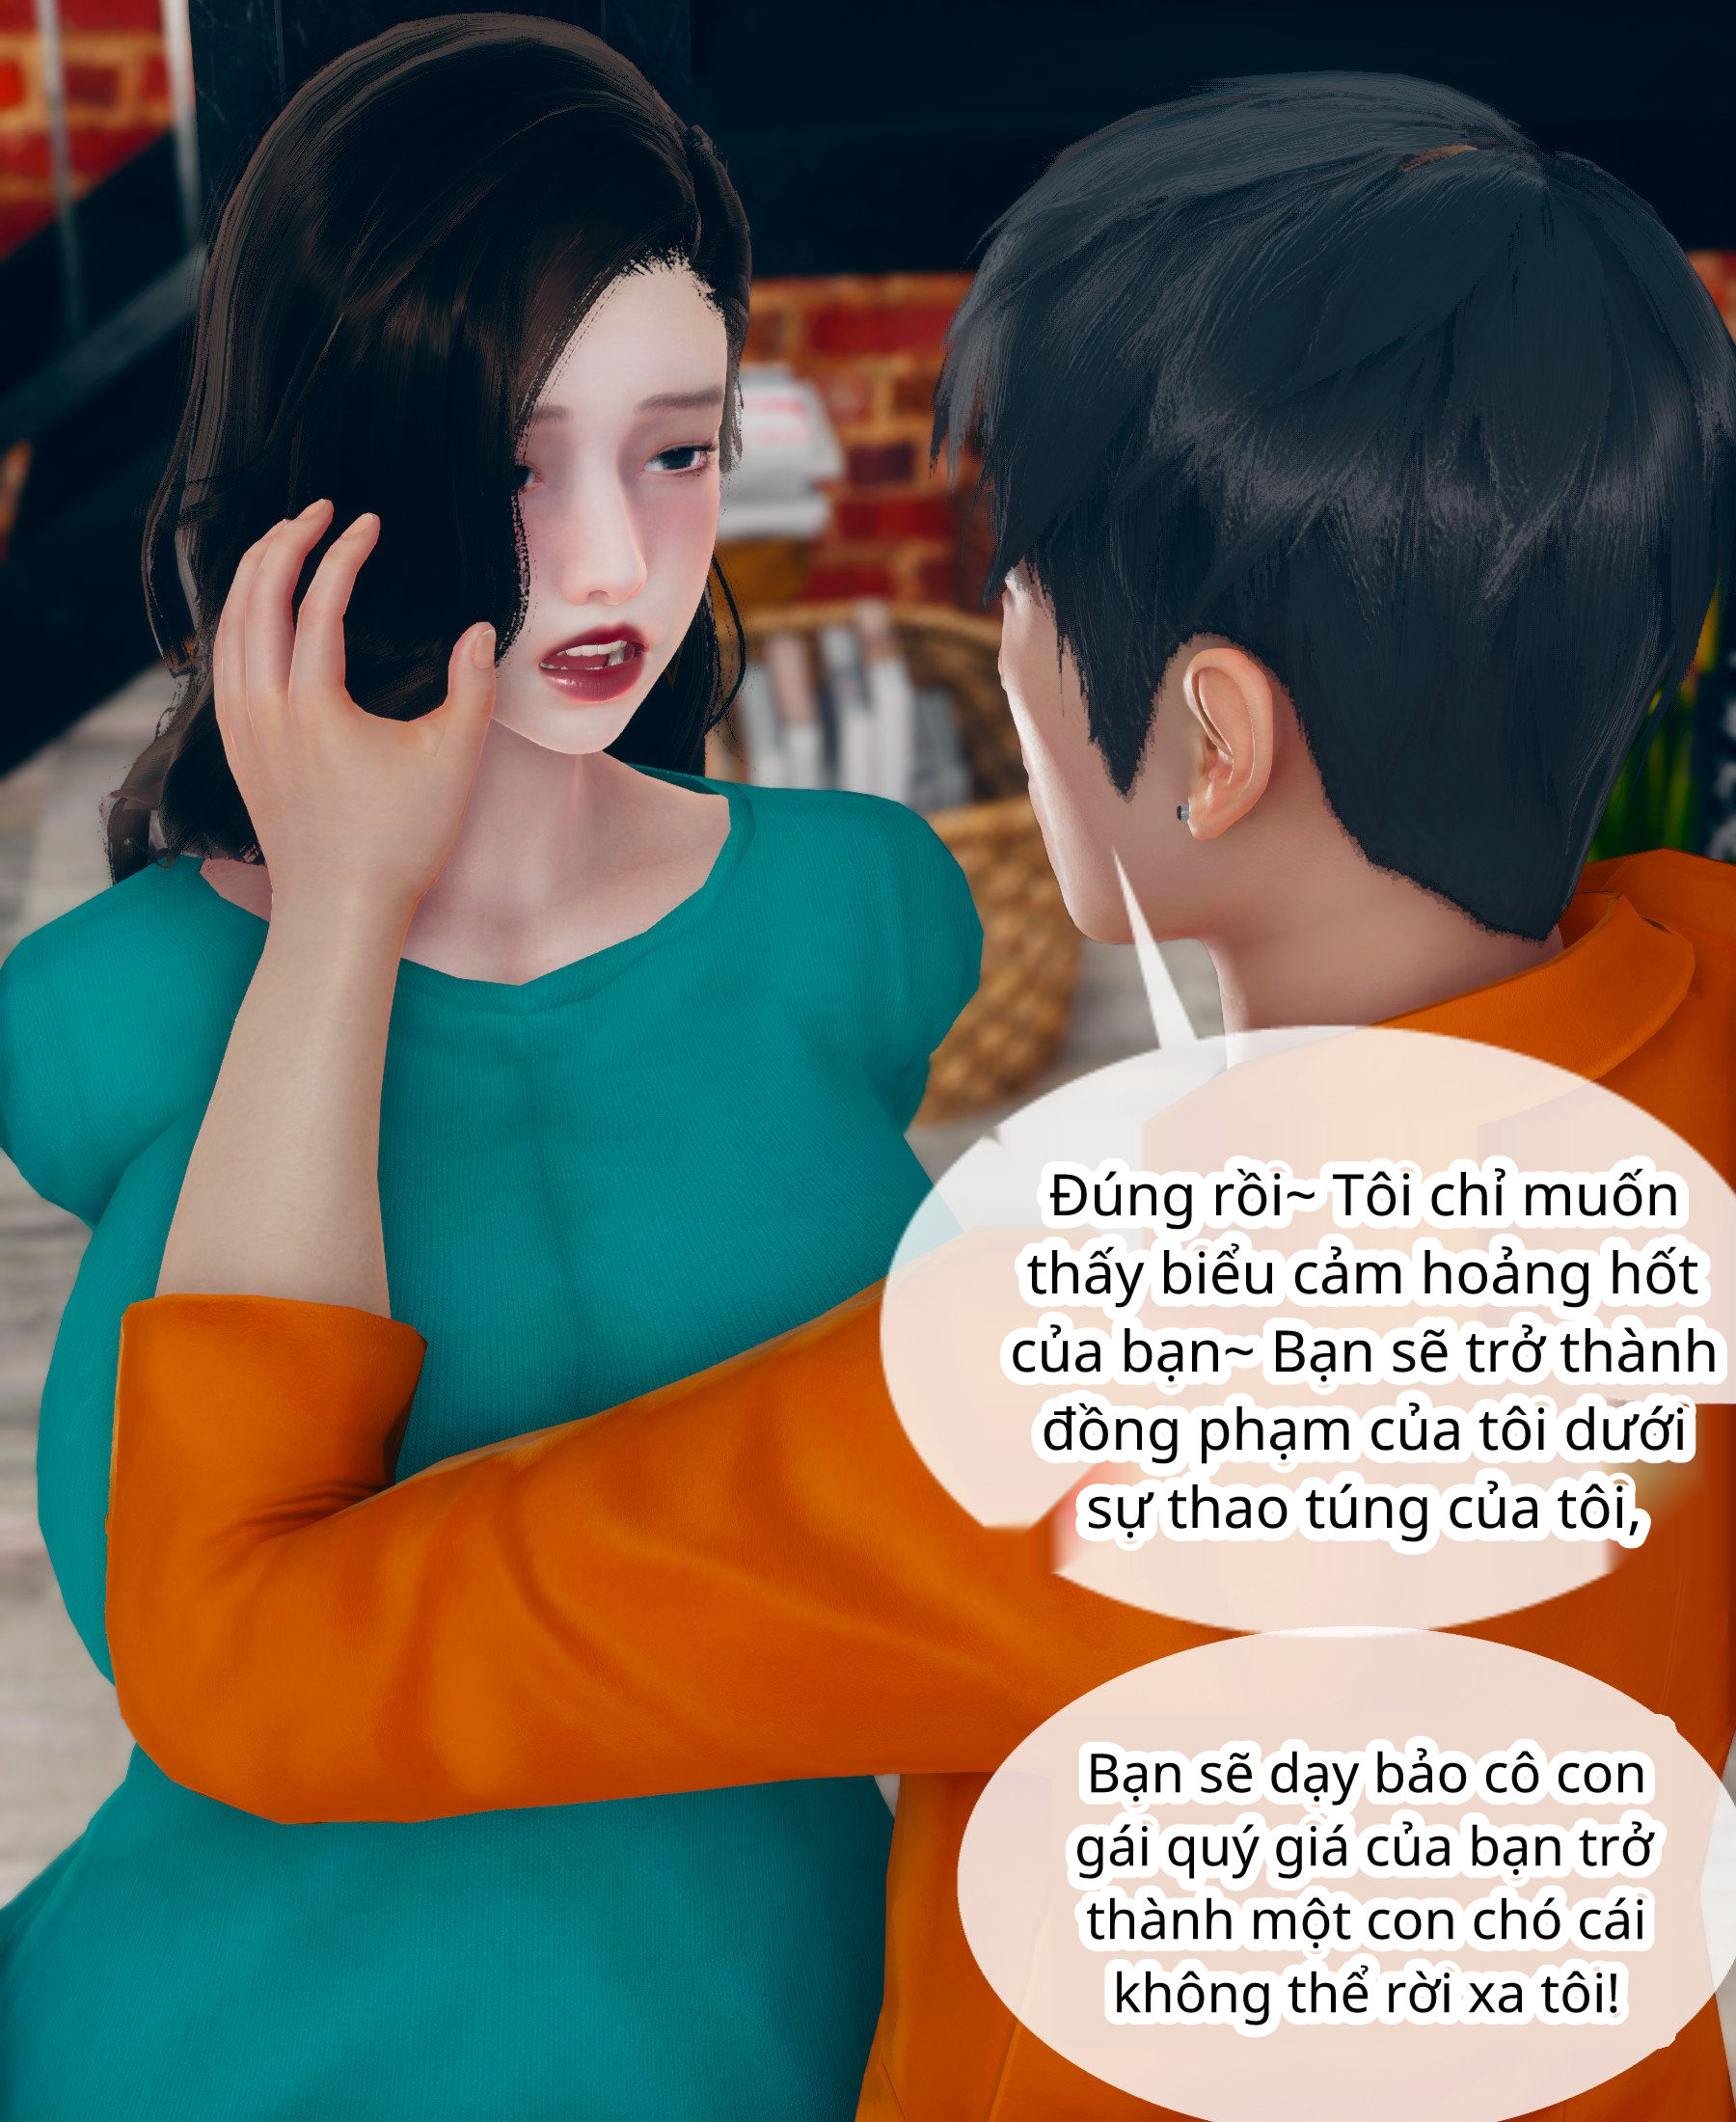 Đúng rồi~ Tôi chỉ muốn
thấy biểu cảm hoảng hốt
của bạn~ Bạn sẽ trở thành
đồng phạm của tôi dưới
sự thao túng của tôi,
Bạn sẽ dạy bảo cô con
gái quý giá của bạn trở
thành một con chó cái
không thể rời xa tôi!